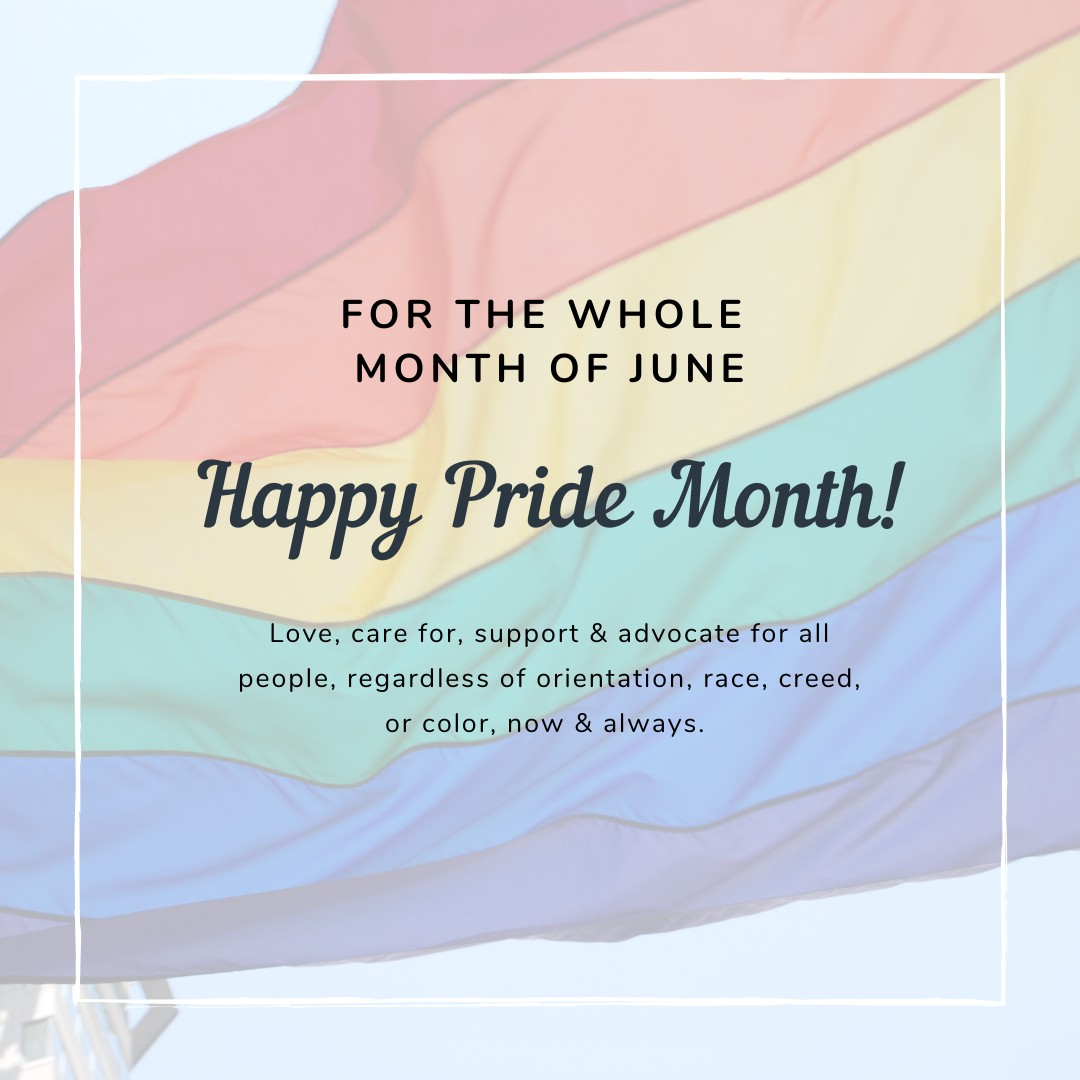 FOR THE WHOLE
MONTH OF JUNE
Happy Pride Month!
Love, care for, support & advocate for all
people, regardless of orientation, race, creed,
or color, now & always.